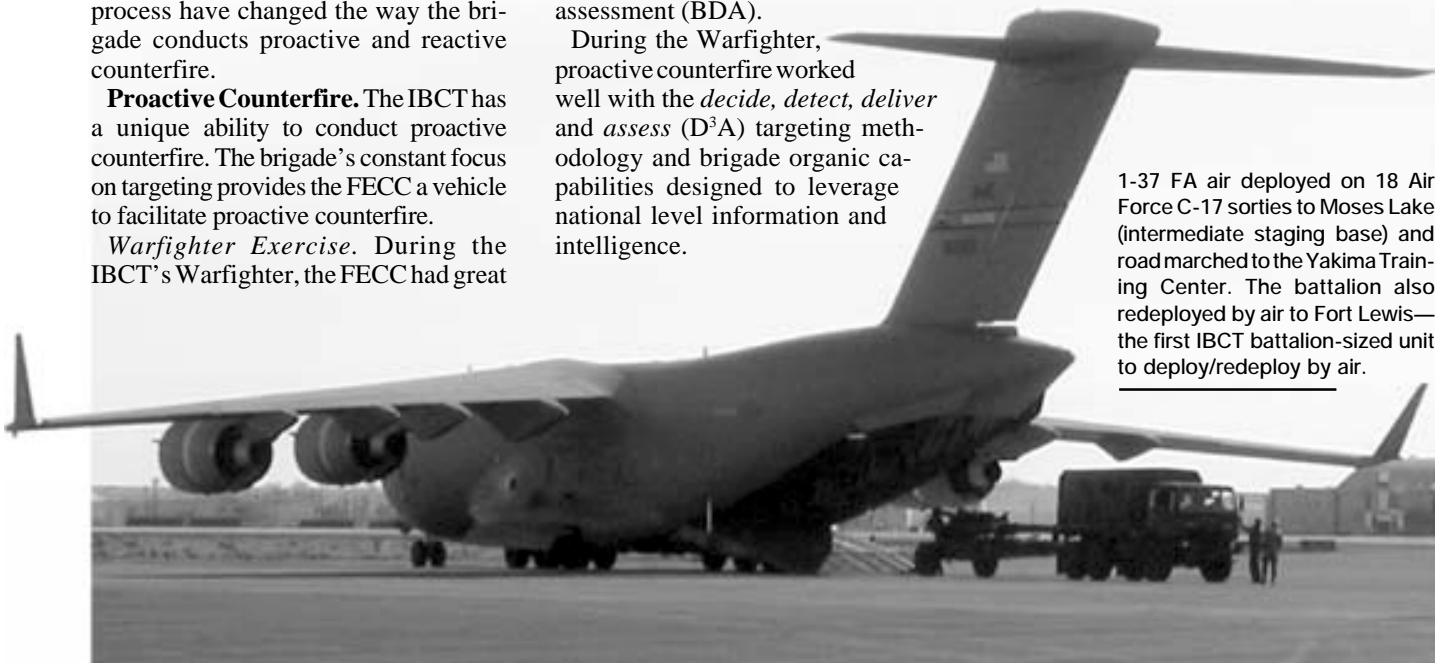 process have changed the way the bri-
gade conducts proactive and reactive
counterfire.
Proactive Counterfire. The IBCT has
a unique ability to conduct proactive
counterfire. The brigade's constant focus
on targeting provides the FECC a vehicle
to facilitate proactive counterfire.
Warfighter Exercise. During the
IBCT's Warfighter, the FECC had great
assessment (BDA).
During the Warfighter,
proactive counterfire worked
well with the decide, detect, deliver
and assess (D³A) targeting meth-
odology and brigade organic ca-
pabilities designed to leverage
national level information and
intelligence.
1-37 FA air deployed on 18 Air
Force C-17 sorties to Moses Lake
(intermediate staging base) and
road marched to the Yakima Train-
ing Center. The battalion also
redeployed by air to Fort Lewis—
the first IBCT battalion-sized unit
to deploy/redeploy by air.